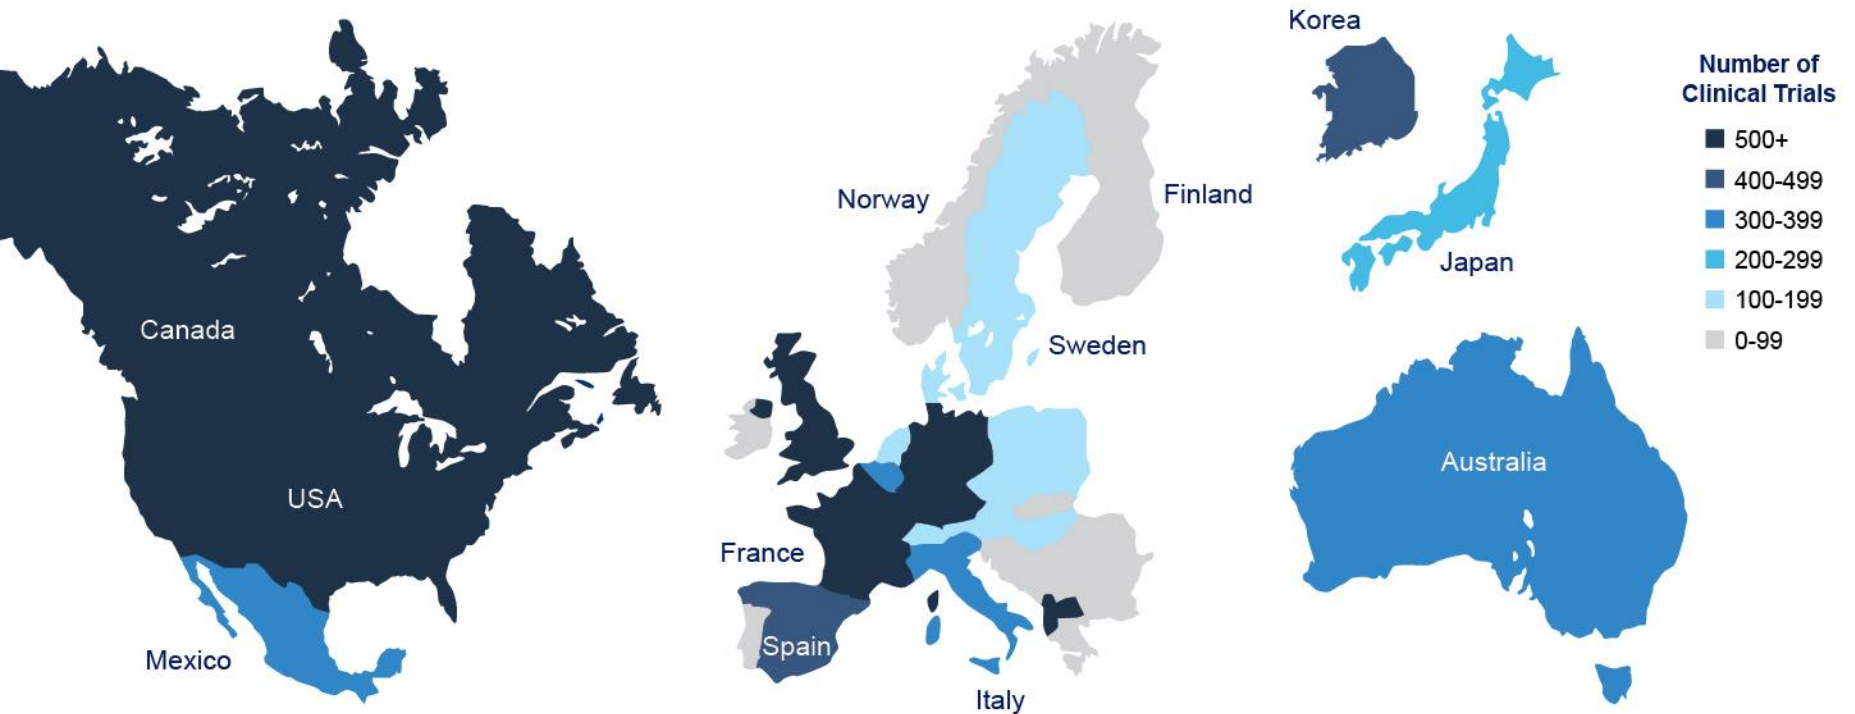 Canada
USA
Mexico
Norway
Finland
Sweden
France
Spain
Italy
Korea
Japan
Australia
Number of
Clinical Trials
500+
400-499
300-399
200-299
100-199
0-99